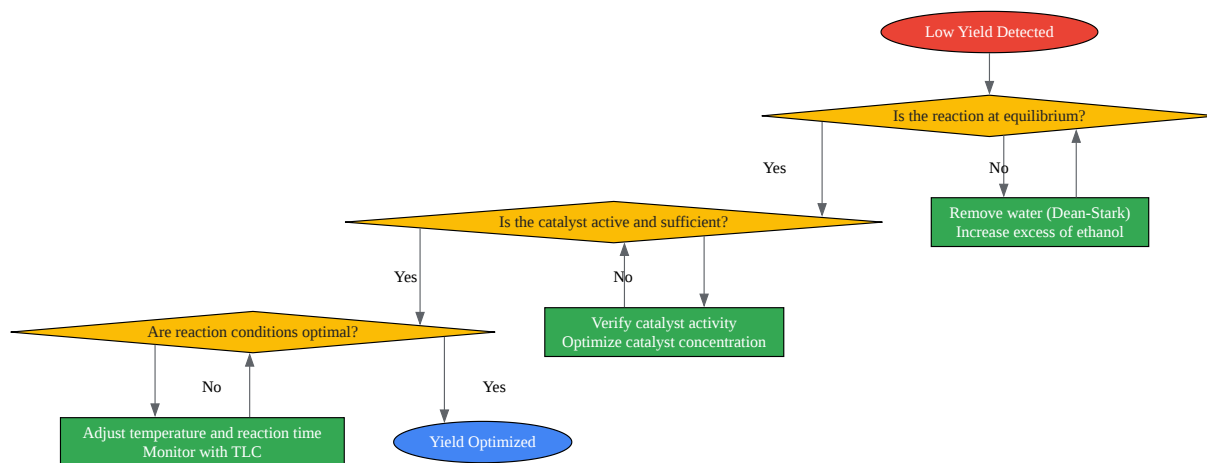 Low Yield Detected
Is the reaction at equilibrium?
Yes
No
Remove water (Dean-Stark)
Increase excess of ethanol
Is the catalyst active and sufficient?
Yes
No
Verify catalyst activity
Optimize catalyst concentration
Are reaction conditions optimal?
No
Yes
Adjust temperature and reaction time
Monitor with TLC
Yield Optimized